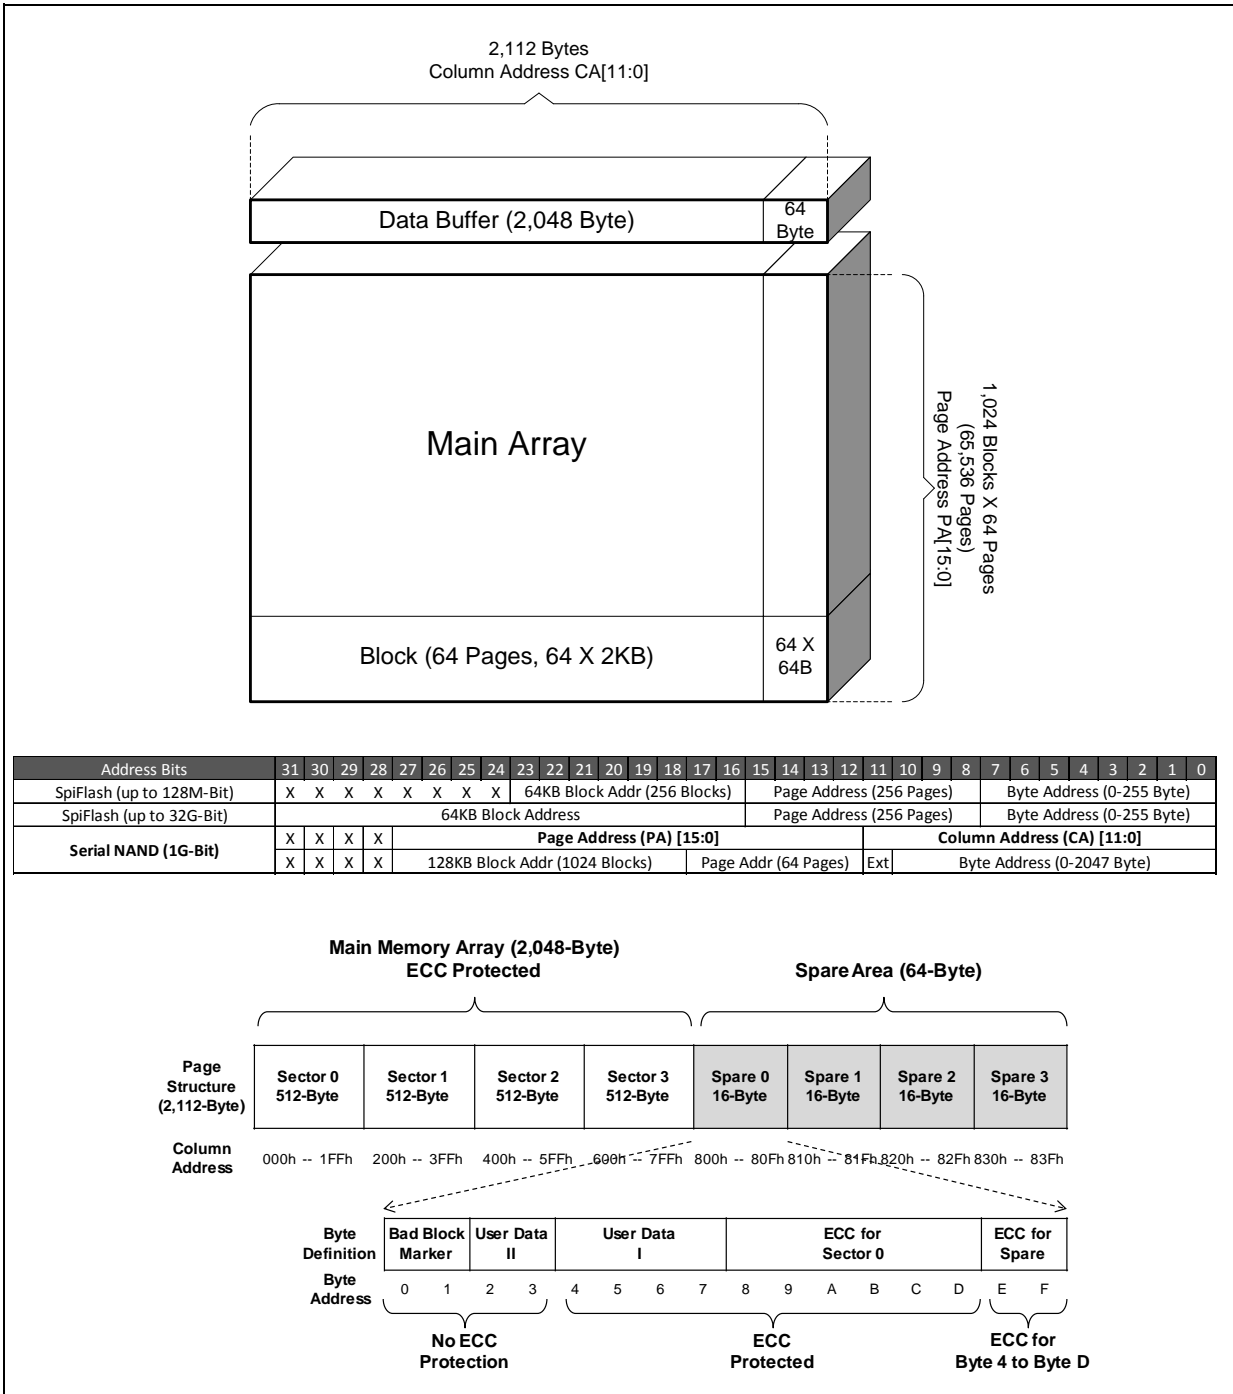 2,112 Bytes
Column Address CA[11:0]
Data Buffer (2,048 Byte)
64
Byte
Main Array
1,024 Blocks X 64 Pages
(65,536 Pages)
Page Address PA[15:0]
Block (64 Pages, 64 X 2KB)
64 X
64B
Address Bits 31 30 29 28 27 26 25 24 23 22 21 20 19 18 17 16 15 14 13 12 11 10 9 8 7 6 5 4 3 2 1 0
SpiFlash (up to 128M-Bit) X X X X X X X X 64KB Block Addr (256 Blocks) Page Address (256 Pages) Byte Address (0-255 Byte)
SpiFlash (up to 32G-Bit) 64KB Block Address Page Address (256 Pages) Byte Address (0-255 Byte)
Serial NAND (1G-Bit)
X X X X Page Address (PA) [15:0] Column Address (CA) [11:0]
X X X X 128KB Block Addr (1024 Blocks) Page Addr (64 Pages) Ext Byte Address (0-2047 Byte)
Main Memory Array (2,048-Byte)
ECC Protected
Spare Area (64-Byte)
Page
Structure
(2,112-Byte)
Sector 0
512-Byte
Sector 1
512-Byte
Sector 2
512-Byte
Sector 3
512-Byte
Spare 0
16-Byte
Spare 1
16-Byte
Spare 2
16-Byte
Spare 3
16-Byte
Column
Address
000h -- 1FFh 200h -- 3FFh 400h -- 5FFh 600h -- 7FFh 800h -- 80Fh 810h -- 81Fh 820h -- 82Fh 830h -- 83Fh
Byte
Definition
Bad Block
Marker
User Data
II
User Data
I
ECC for
Sector 0
ECC for
Spare
Byte
Address
0 1 2 3 4 5 6 7 8 9 A B C D E F
No ECC
Protection
ECC
Protected
ECC for
Byte 4 to Byte D